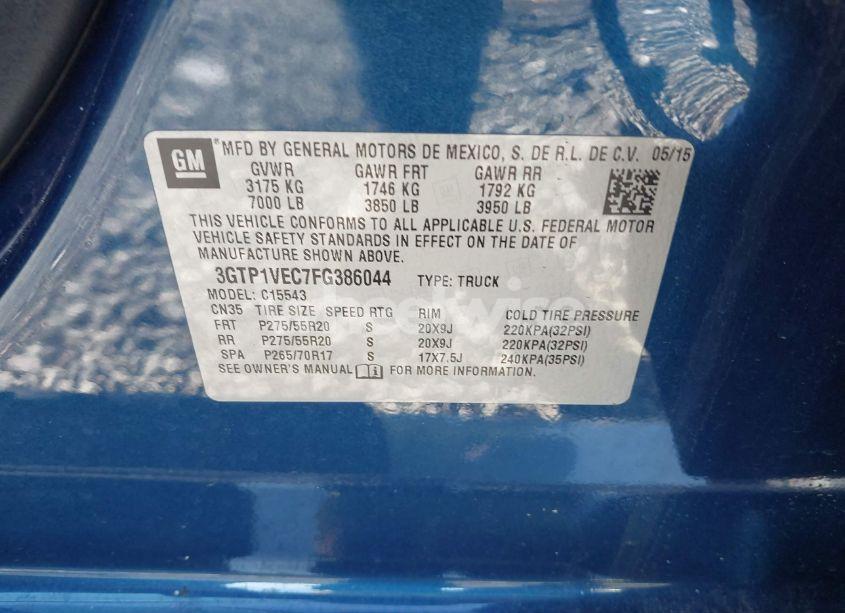 GM
MFD BY GENERAL MOTORS DE MEXICO, S. DE R.L. DE C.V. 05/15
GVWR GAWR FRT GAWR RR
3175 KG 1746 KG 1792 KG
7000 LB 3850 LB 3950 LB
THIS VEHICLE CONFORMS TO ALL APPLICABLE U.S. FEDERAL MOTOR
VEHICLE SAFETY STANDARDS IN EFFECT ON THE DATE OF
MANUFACTURE SHOWN ABOVE.
3GTP1VEC7FG386044 TYPE: TRUCK
MODEL: C15543
CN35 TIRE SIZE SPEED RTG RIM COLD TIRE PRESSURE
FRT P275/55R20 S 20X9J 220KPA(32PSI)
RR P275/55R20 S 20X9J 220KPA(32PSI)
SPA P265/70R17 S 17X7.5J 240KPA(35PSI)
SEE OWNER'S MANUAL FOR MORE INFORMATION.